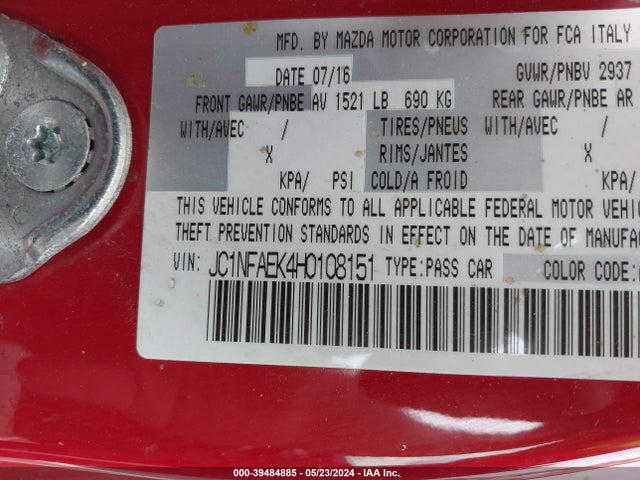 MFD. BY MAZDA MOTOR CORPORATION FOR FCA ITALY
DATE 07/16 GVWR/PNBV 2937
FRONT GAWR/PNBE AV 1521 LB 690 KG REAR GAWR/PNBE AR
WITH/AVEC / TIRES/PNEUS WITH/AVEC /
X RIMS/JANTES X
KPA/ PSI COLD/A FROID KPA/
THIS VEHICLE CONFORMS TO ALL APPLICABLE FEDERAL MOTOR VEHIC
THEFT PREVENTION STANDARDS IN EFFECT ON THE DATE OF MANUFAC
VIN: JC1NFAEK4H0108151 TYPE:PASS CAR COLOR CODE:
000-39484885 - 05/23/2024 - IAA Inc.